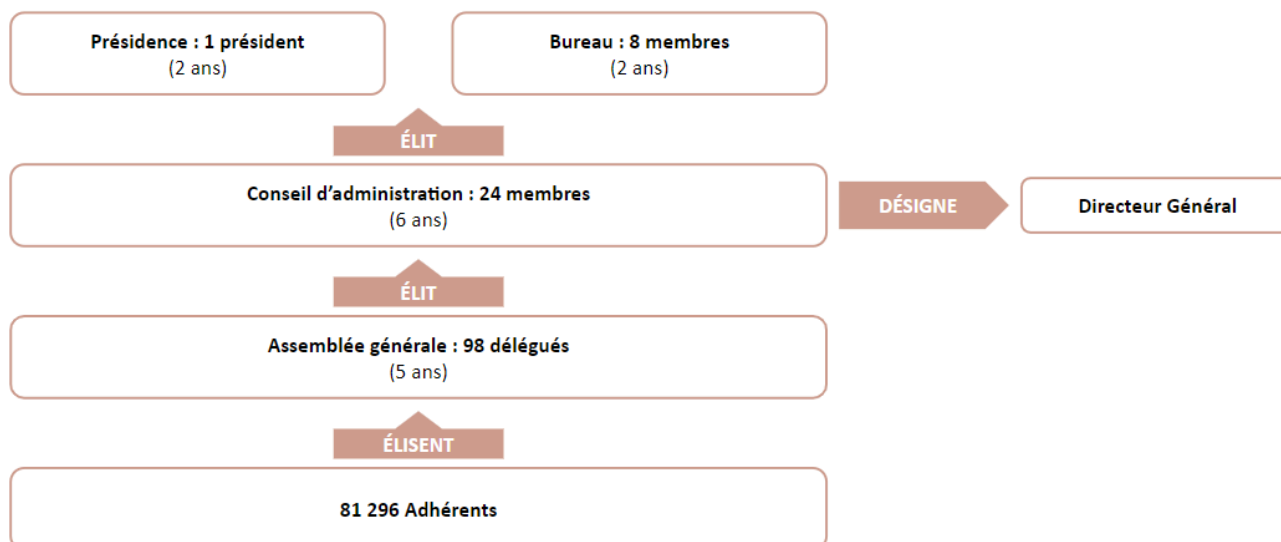 Présidence : 1 président
(2 ans)
Bureau : 8 membres
(2 ans)
ÉLIT
Conseil d'administration : 24 membres
(6 ans)
DÉSIGNE
Directeur Général
ÉLIT
Assemblée générale : 98 délégués
(5 ans)
ÉLISENT
81 296 Adhérents